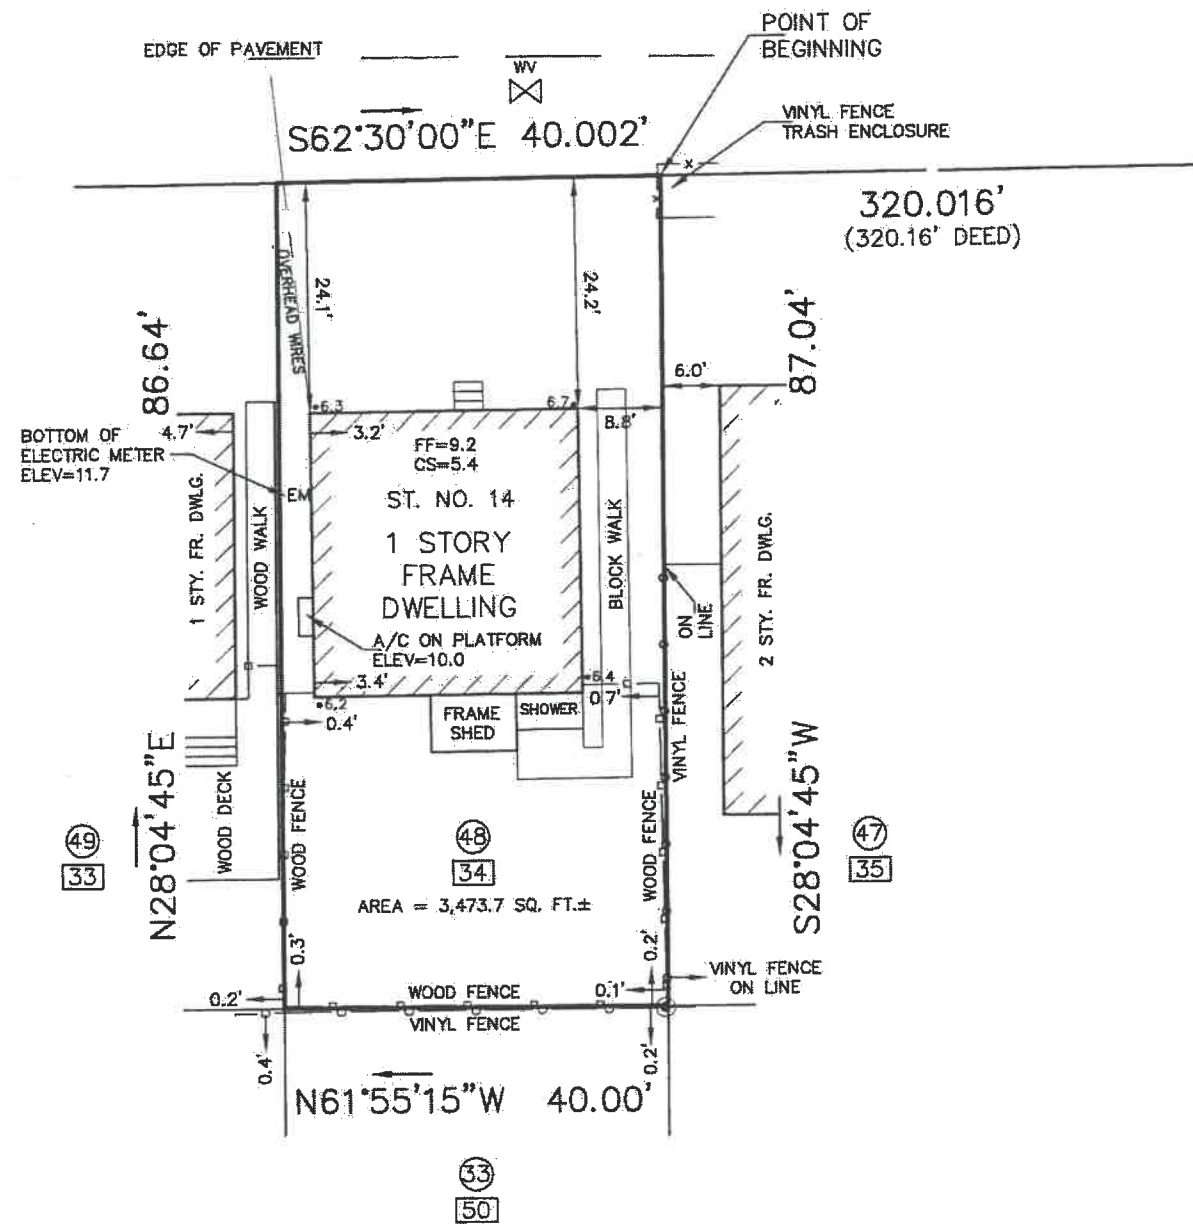 POINT OF
BEGINNING
EDGE OF PAVEMENT
WV
S62°30'00"E 40.002'
VINYL FENCE
TRASH ENCLOSURE
x
320.016'
(320.16' DEED)
24.1'
24.2'
OVERHEAD WIRES
86.64'
87.04'
6.0'
6.3
6.7
8.8'
4.7'
3.2'
BOTTOM OF
ELECTRIC METER
ELEV=11.7
FF=9.2
CS=5.4
EM
ST. NO. 14
1 STORY
FRAME
DWELLING
1 STY. FR. DWLG.
WOOD WALK
BLOCK WALK
2 STY. FR. DWLG.
ON
LINE
A/C ON PLATFORM
ELEV=10.0
3.4'
6.4
0.7'
6.2
0.4'
FRAME
SHED
SHOWER
VINYL FENCE
N28°04'45"E
S28°04'45"W
WOOD DECK
WOOD FENCE
WOOD FENCE
49
33
48
34
47
35
AREA = 3,473.7 SQ. FT.±
0.3'
0.2'
VINYL FENCE
ON LINE
0.2'
WOOD FENCE
0.1'
VINYL FENCE
0.4'
0.2'
N61°55'15"W 40.00'
33
50